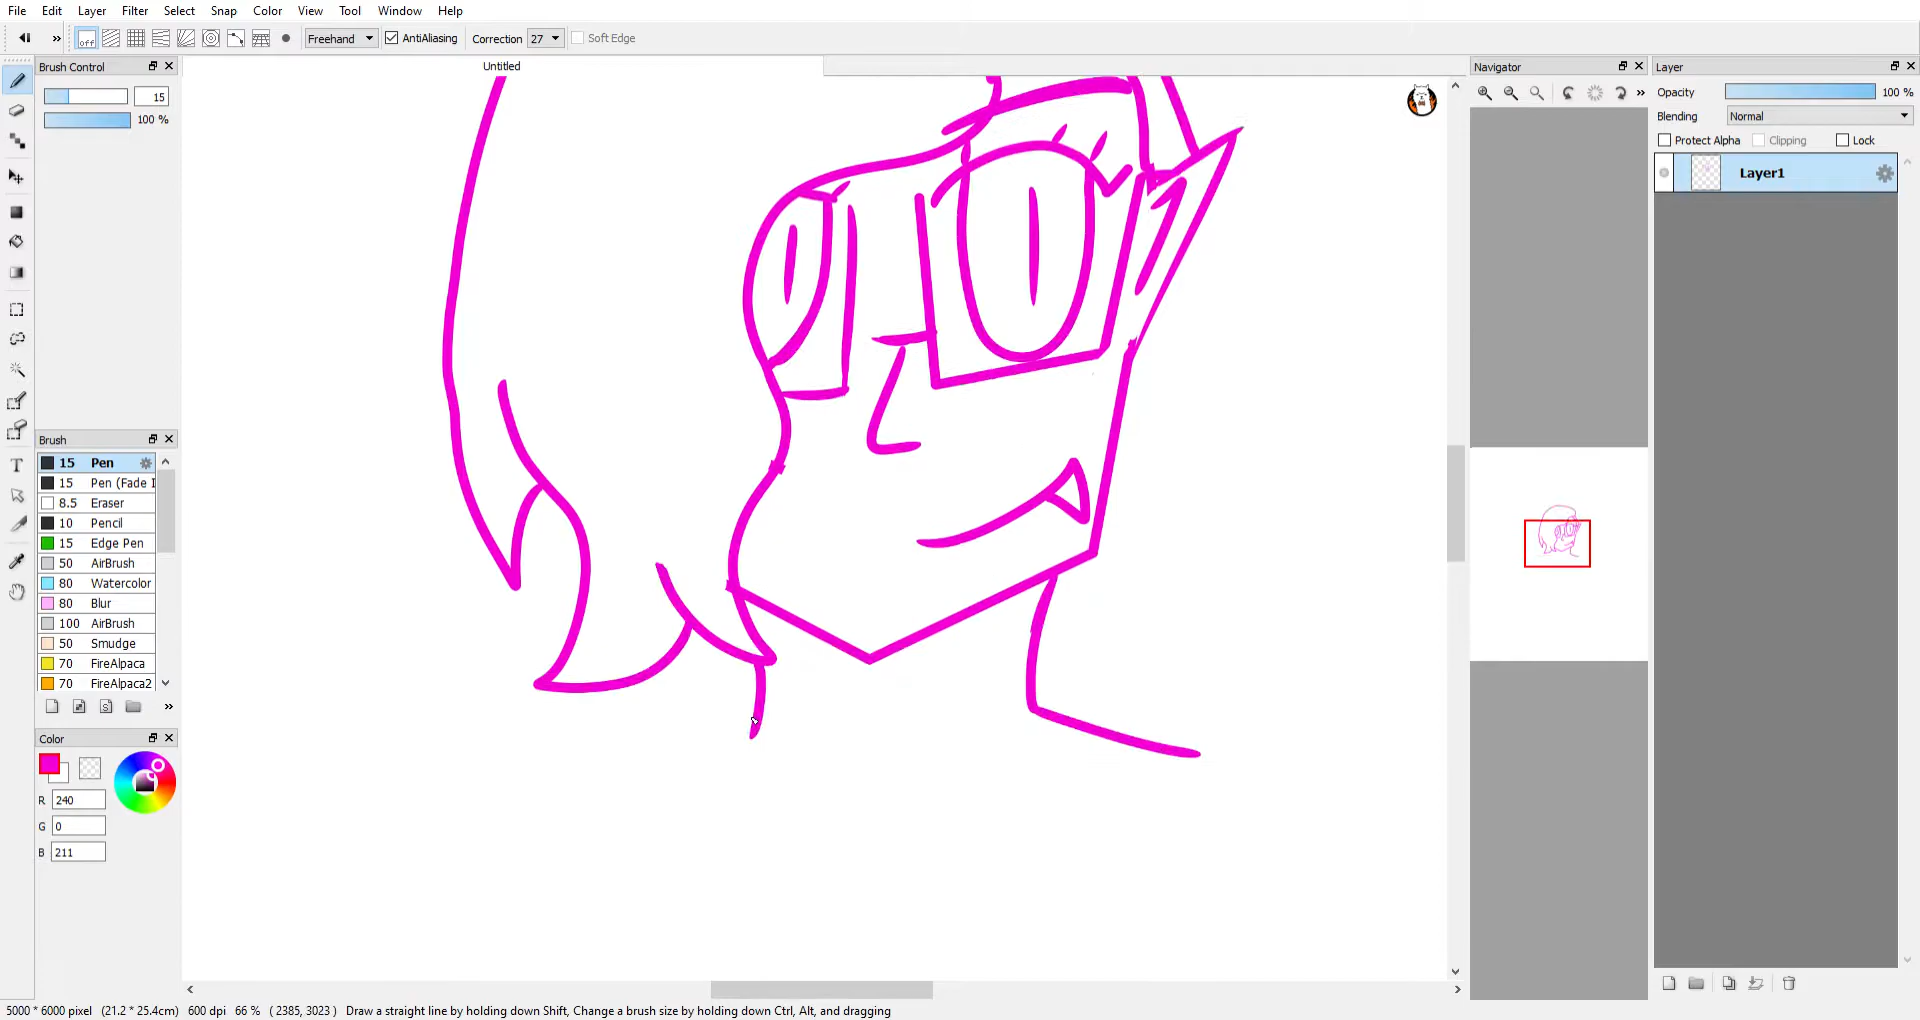 File Edit Layer Filter Select Snap Color View Tool Window Help
off Freehand AntiAliasing Correction 27 Soft Edge
Brush Control Untitled Navigator Layer
15
100 %
Opacity 100 %
Blending Normal
Protect Alpha Clipping Lock
Layer1
Brush
15 Pen
15 Pen (Fade I
8.5 Eraser
10 Pencil
15 Edge Pen
50 AirBrush
80 Watercolor
80 Blur
100 AirBrush
50 Smudge
70 FireAlpaca
70 FireAlpaca2
Color
R 240
G 0
B 211
5000 * 6000 pixel (21.2 * 25.4cm) 600 dpi 66 % ( 2385, 3023 ) Draw a straight line by holding down Shift, Change a brush size by holding down Ctrl, Alt, and dragging